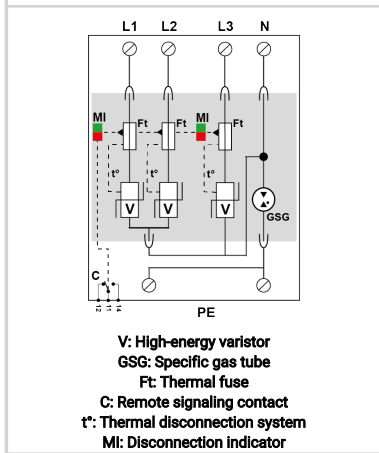 L1 L2 L3 N
MI Ft Ft MI Ft
t° t° t°
V V V
GSG
C
12 11 14
PE
V: High-energy varistor
GSG: Specific gas tube
Ft: Thermal fuse
C: Remote signaling contact
t°: Thermal disconnection system
MI: Disconnection indicator